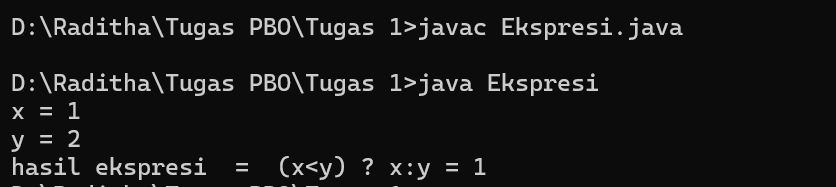 D:\Raditha\Tugas PBO\Tugas 1>javac Ekspresi.java
D:\Raditha\Tugas PBO\Tugas 1>java Ekspresi
x = 1
y = 2
hasil ekspresi  =  (x<y) ? x:y = 1